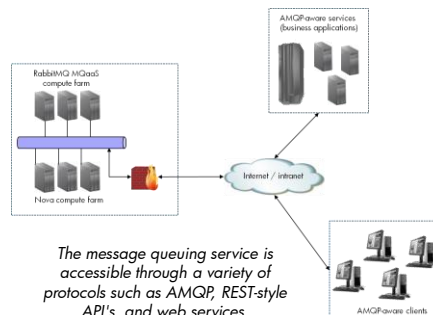 AMQP-aware services
(business applications)
RabbitMQ MQaaS
compute farm
Nova compute farm
Internet / intranet
The message queuing service is
accessible through a variety of
protocols such as AMQP, REST-style
API's, and web services
AMQP-aware clients